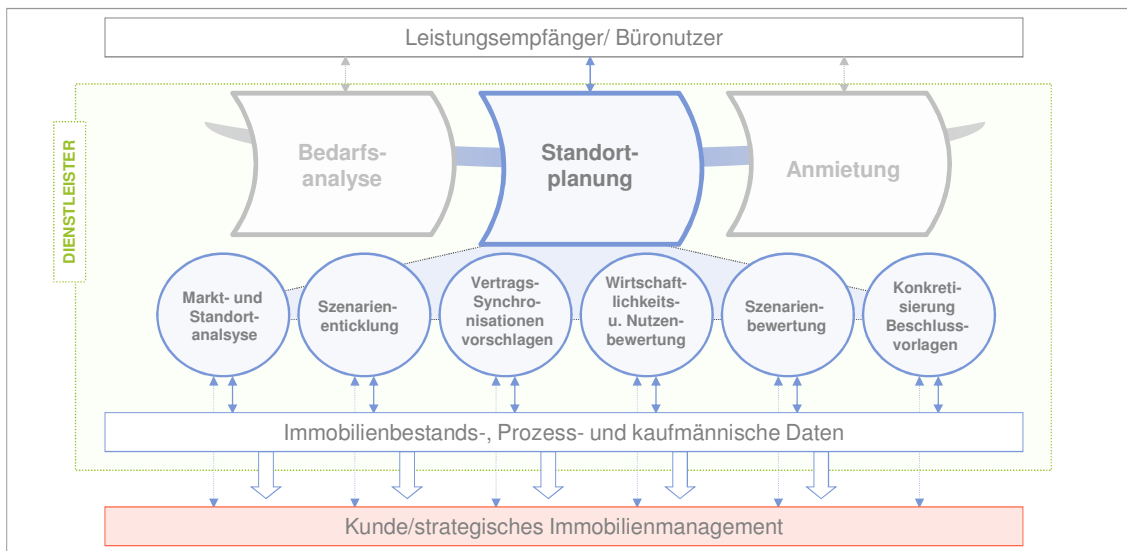 Leistungsempfänger/ Büronutzer
DIENSTLEISTER
Bedarfs-
analyse
Standort-
planung
Anmietung
Markt- und
Standort-
analsyse
Szenarien-
enticklung
Vertrags-
Synchro-
nisationen
vorschlagen
Wirtschaft-
lichkeits-
u. Nutzen-
bewertung
Szenarien-
bewertung
Konkreti-
sierung
Beschluss-
vorlagen
Immobilienbestands-, Prozess- und kaufmännische Daten
Kunde/strategisches Immobilienmanagement